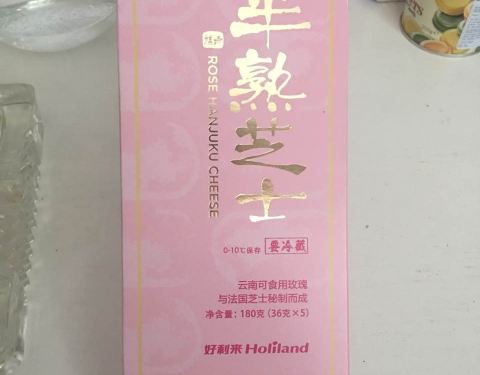 半熟芝士
ROSE HANJUKU CHEESE
0-10℃保存 要冷藏
云南可食用玫瑰
与法国芝士秘制而成
净含量：180克（36克×5）
好利来 Holiland